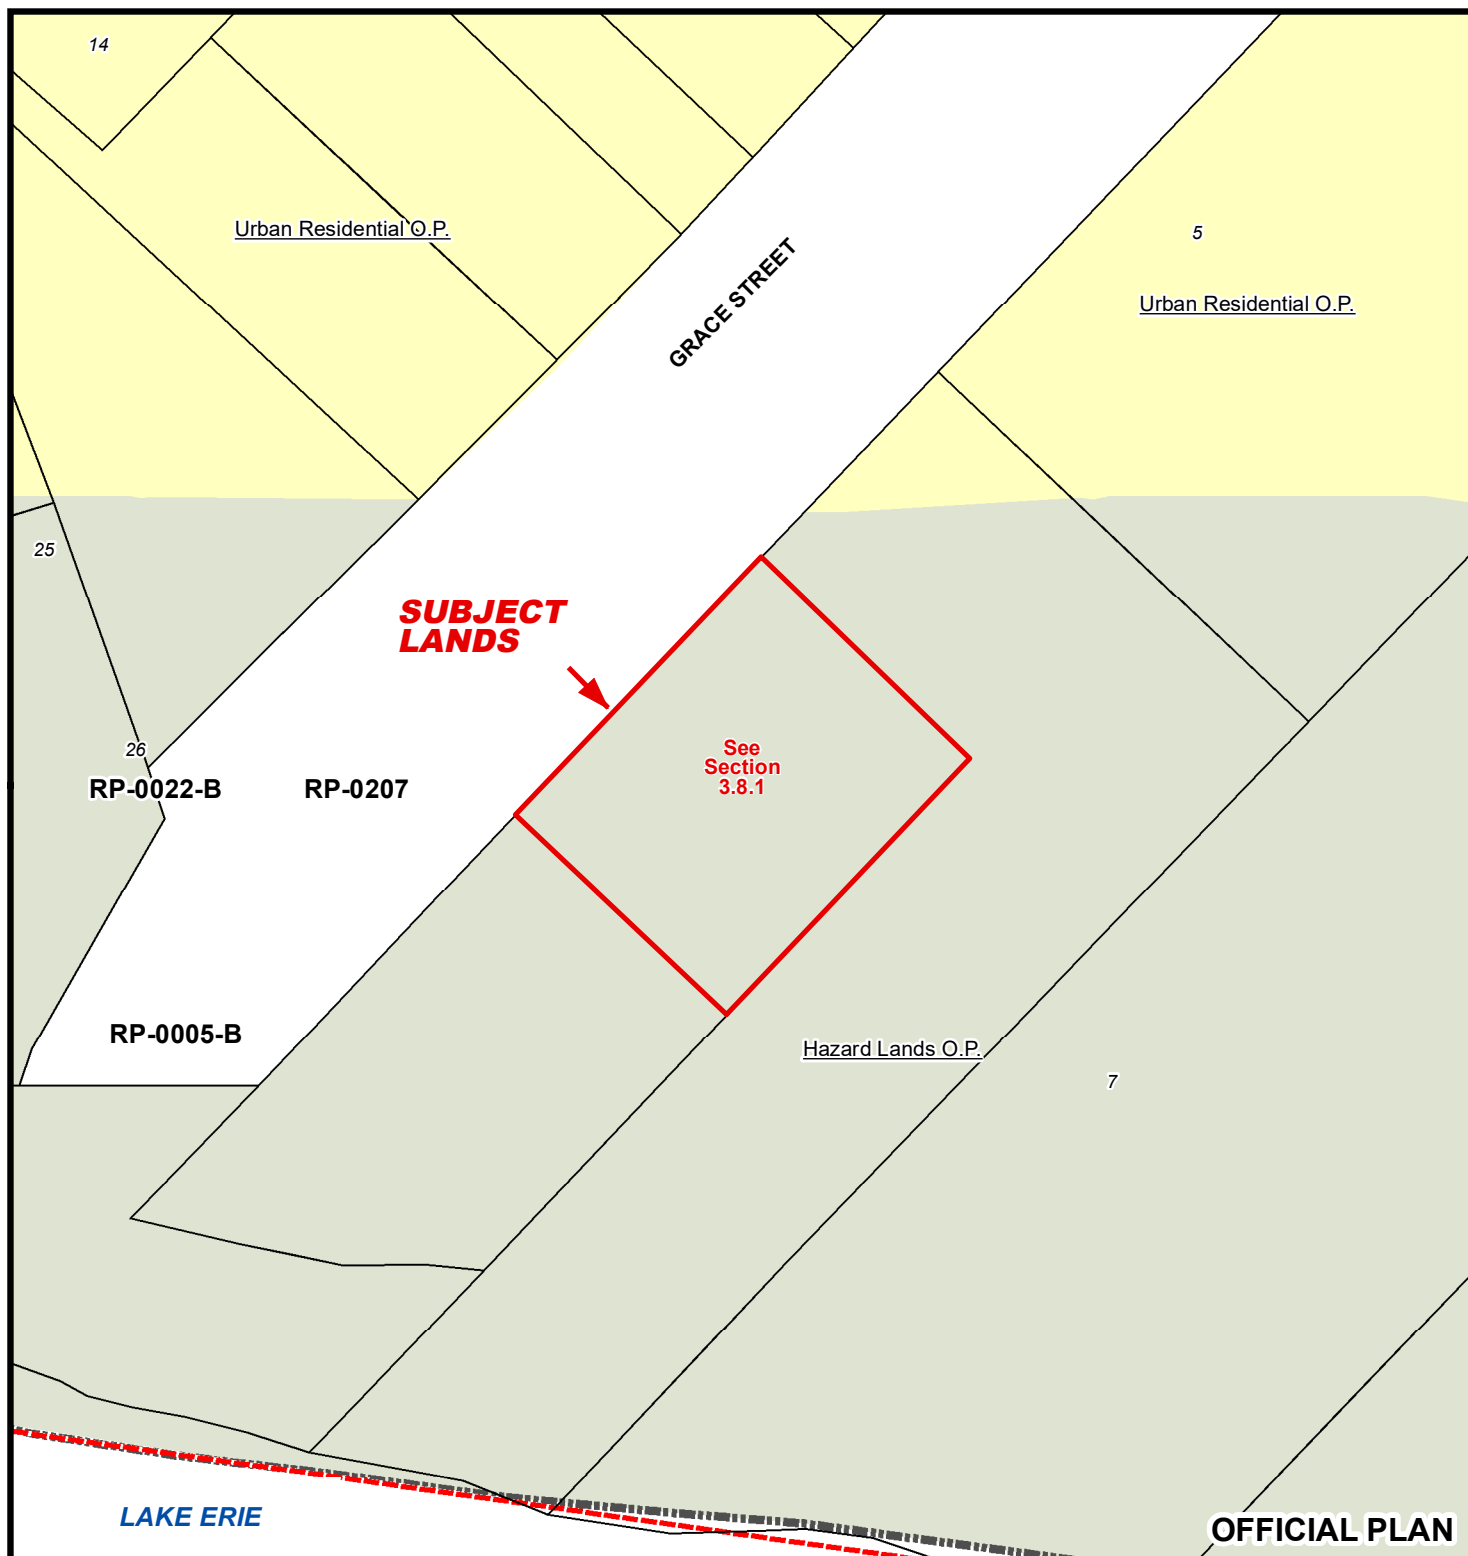 14
Urban Residential O.P.
5
GRACE STREET
Urban Residential O.P.
25
SUBJECT
LANDS
26
See
Section
3.8.1
RP-0022-B
RP-0207
RP-0005-B
Hazard Lands O.P.
7
LAKE ERIE
OFFICIAL PLAN